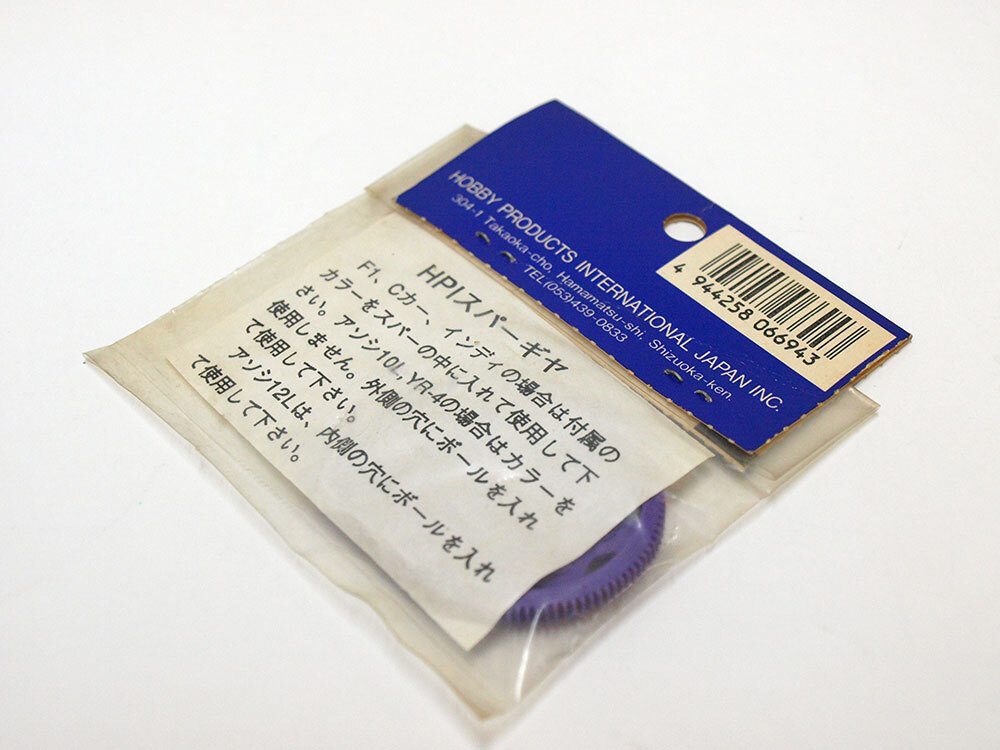 HOBBY PRODUCTS INTERNATIONAL JAPAN INC.
304-1 Takaoka-cho, Hamamatsu-shi, Shizuoka-ken.
TEL(053)439-0833
4 944258 066943
HPIスパーギヤ
F1、Cカー、インディの場合は付属の
カラーをスパーの中に入れて使用して下
さい。アソシ10L,YR-4の場合はカラーを
使用しません。外側の穴にボールを入れ
て使用して下さい。
アソシ12Lは、内側の穴にボールを入れ
て使用して下さい。